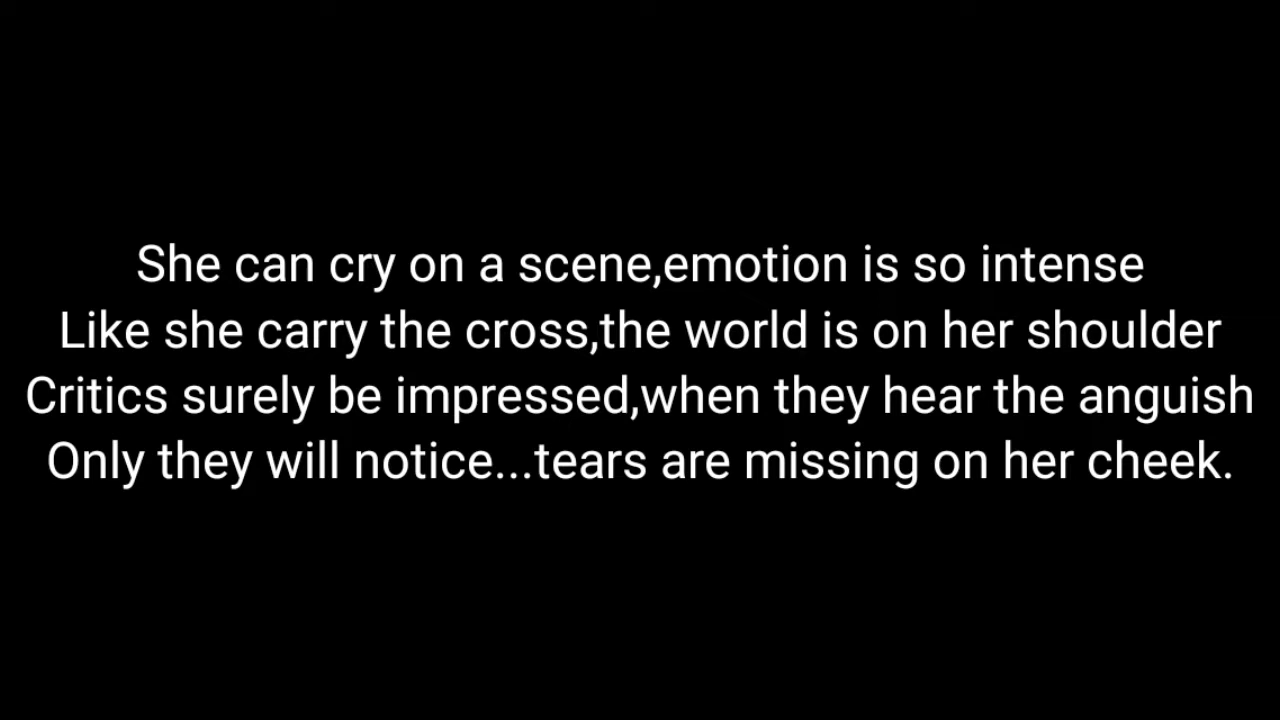 She can cry on a scene,emotion is so intense
Like she carry the cross,the world is on her shoulder
Critics surely be impressed,when they hear the anguish
Only they will notice...tears are missing on her cheek.